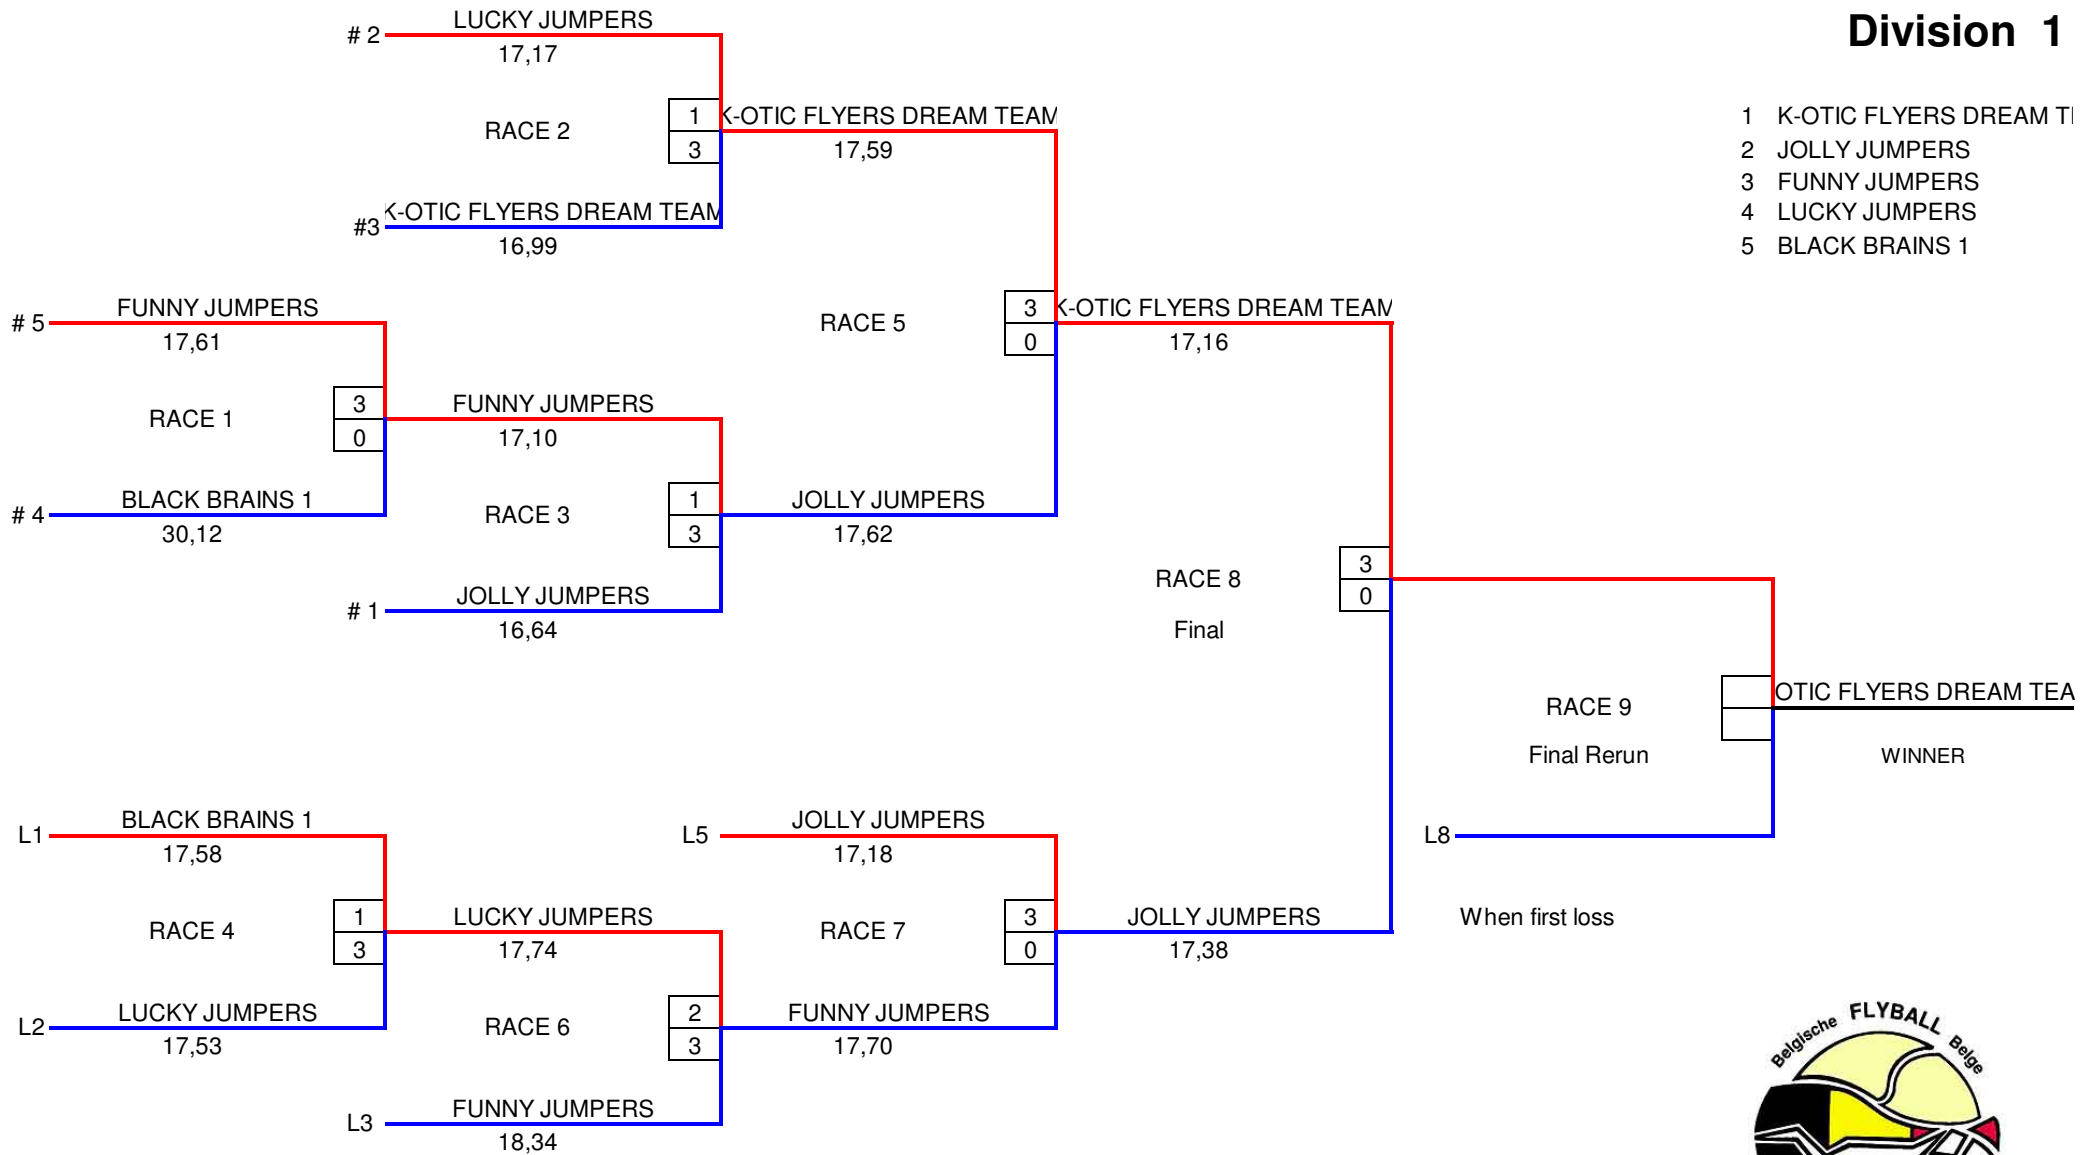 Division 1
# 2 LUCKY JUMPERS
17,17
RACE 2
1
3
#3 K-OTIC FLYERS DREAM TEAM
16,99
K-OTIC FLYERS DREAM TEAM
17,59
1 K-OTIC FLYERS DREAM T
2 JOLLY JUMPERS
3 FUNNY JUMPERS
4 LUCKY JUMPERS
5 BLACK BRAINS 1
# 5 FUNNY JUMPERS
17,61
RACE 1
3
0
# 4 BLACK BRAINS 1
30,12
FUNNY JUMPERS
17,10
RACE 3
1
3
# 1 JOLLY JUMPERS
16,64
RACE 5
3
0
JOLLY JUMPERS
17,62
K-OTIC FLYERS DREAM TEAM
17,16
RACE 8
Final
3
0
RACE 9
Final Rerun
OTIC FLYERS DREAM TEA
WINNER
L1 BLACK BRAINS 1
17,58
RACE 4
1
3
L2 LUCKY JUMPERS
17,53
LUCKY JUMPERS
17,74
RACE 6
2
3
L3 FUNNY JUMPERS
18,34
L5 JOLLY JUMPERS
17,18
RACE 7
3
0
FUNNY JUMPERS
17,70
JOLLY JUMPERS
17,38
L8
When first loss
Belgische FLYBALL Belge